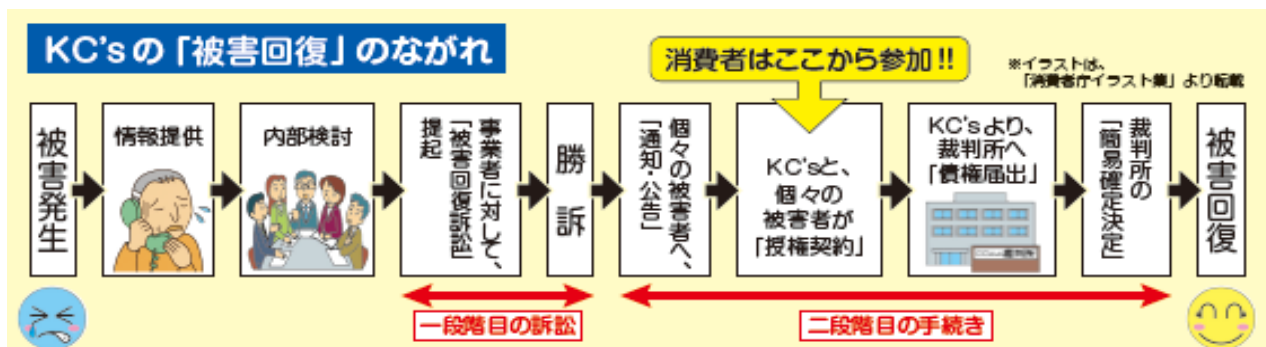 KC'sの「被害回復」のながれ
消費者はここから参加!!
※イラストは、
「消費者庁イラスト集」より転載
被害発生
情報提供
内部検討
事業者に対して、
「被害回復訴訟」
提起
勝訴
個々の被害者へ、
「通知・公告」
KC'sと、
個々の
被害者が
「授権契約」
KC'sより、
裁判所へ
「債権届出」
裁判所の
「簡易確定決定」
被害回復
一段階目の訴訟
二段階目の手続き